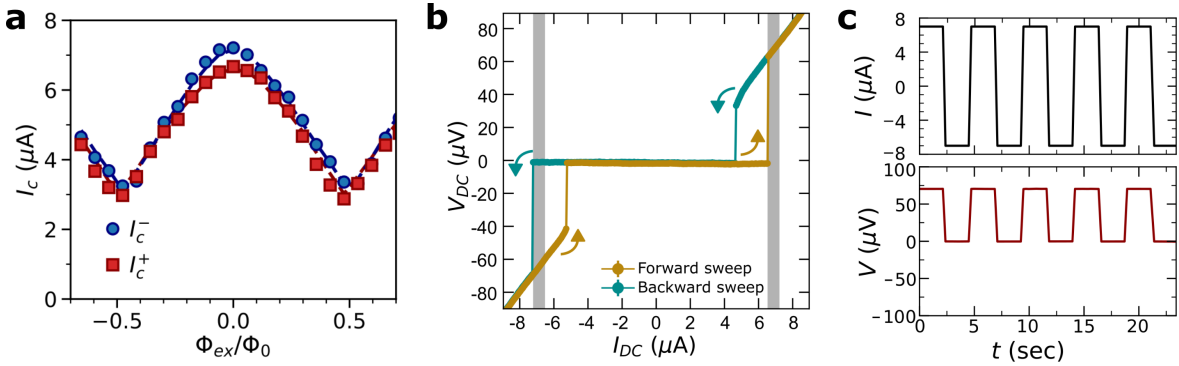 a
I_c (μA)
8
6
4
2
0
I_c^-
I_c^+
−0.5
0.0
0.5
Φ_ex/Φ_0
b
V_DC (μV)
80
60
40
20
0
-20
-40
-60
-80
Forward sweep
Backward sweep
-8
-6
-4
-2
0
2
4
6
8
I_DC (μA)
c
I (μA)
8
4
0
-4
-8
V (μV)
100
50
0
-50
-100
0
5
10
15
20
t (sec)